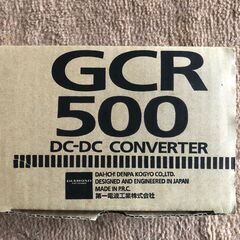 GCR
500
DC-DC CONVERTER
DAI-ICHI DENPA KOGYO CO.,LTD.
DESIGNED AND ENGINEERED IN JAPAN
MADE IN P.R.C.
第一電波工業株式会社